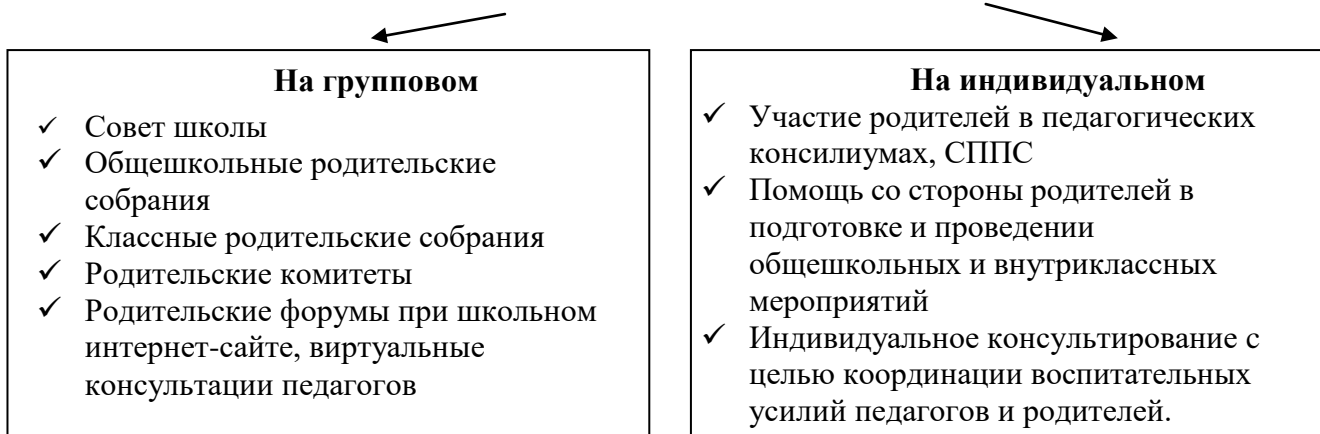 На групповом
✓ Совет школы
✓ Общешкольные родительские
собрания
✓ Классные родительские собрания
✓ Родительские комитеты
✓ Родительские форумы при школьном
интернет-сайте, виртуальные
консультации педагогов
На индивидуальном
✓ Участие родителей в педагогических
консилиумах, СППС
✓ Помощь со стороны родителей в
подготовке и проведении
общешкольных и внутриклассных
мероприятий
✓ Индивидуальное консультирование с
целью координации воспитательных
усилий педагогов и родителей.